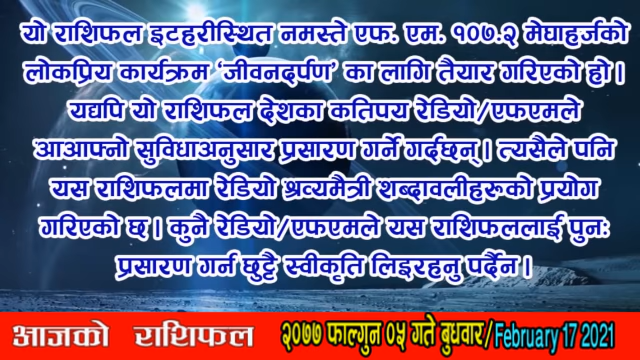 यो राशिफल इटहरीस्थित नमस्ते एफ. एम. १०७.२ मेघाहर्जको
लोकप्रिय कार्यक्रम ‘जीवनदर्पण’ का लागि तैयार गरिएको हो ।
यद्यपि यो राशिफल देशका कतिपय रेडियो/एफएमले
आआफ्नो सुविधाअनुसार प्रसारण गर्ने गर्दछन् । त्यसैले पनि
यस राशिफलमा रेडियो श्रव्यमैत्री शब्दावलीहरूको प्रयोग
गरिएको छ । कुनै रेडियो/एफएमले यस राशिफललाई पुनः
प्रसारण गर्न छुट्टै स्वीकृति लिइरहनु पर्दैन ।
आजको राशिफल २०७७ फाल्गुन ०५ गते बुधवार/February 17 2021